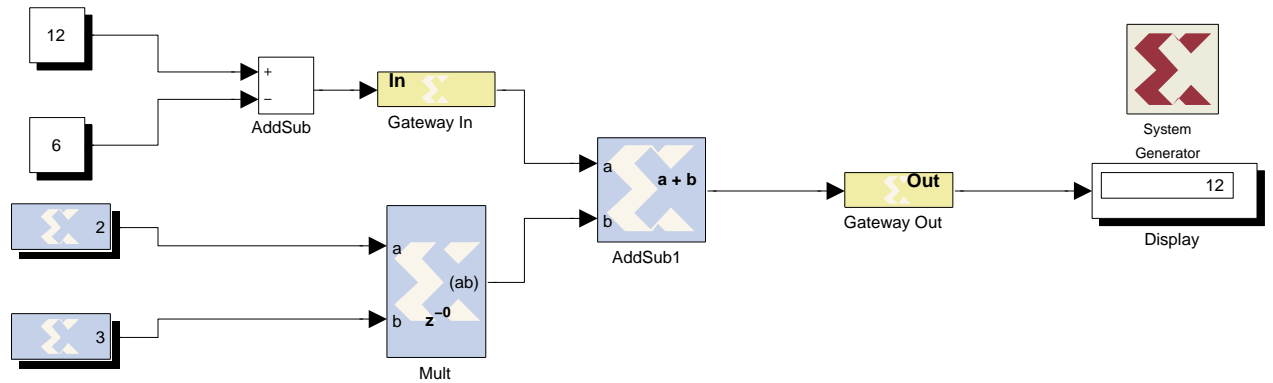 12
+
−
AddSub
6
In
Gateway In
2
3
a
b
(ab)
z⁻⁰
Mult
a
b
a + b
AddSub1
Out
Gateway Out
System
Generator
12
Display